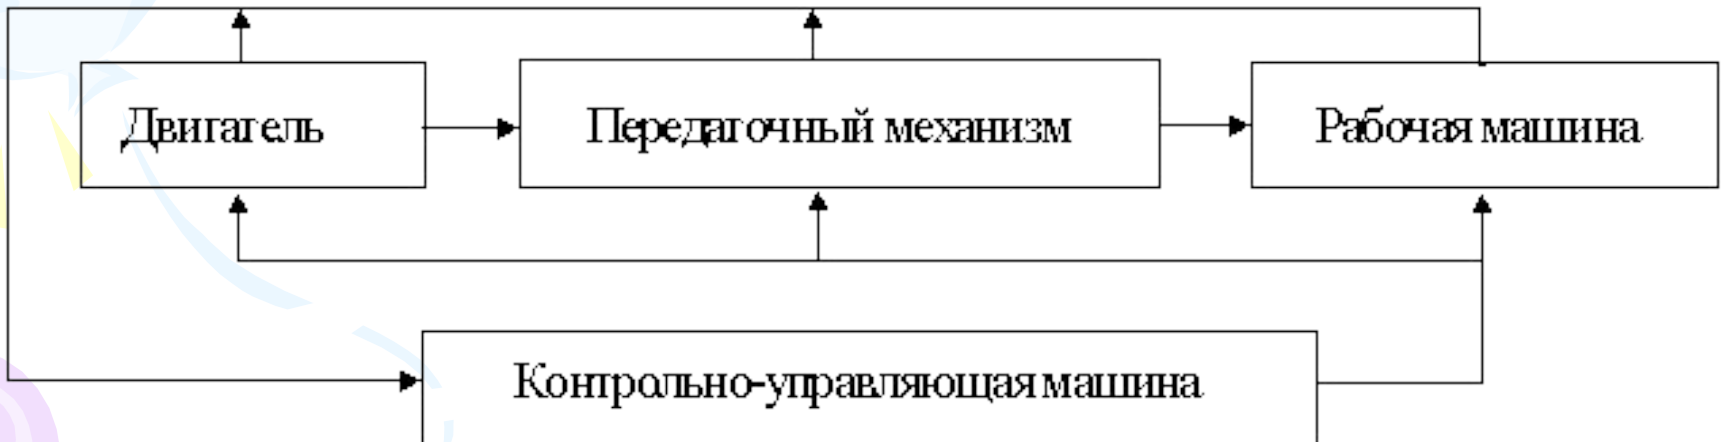 Двигатель
Передаточный механизм
Рабочая машина
Контрольно-управляющая машина